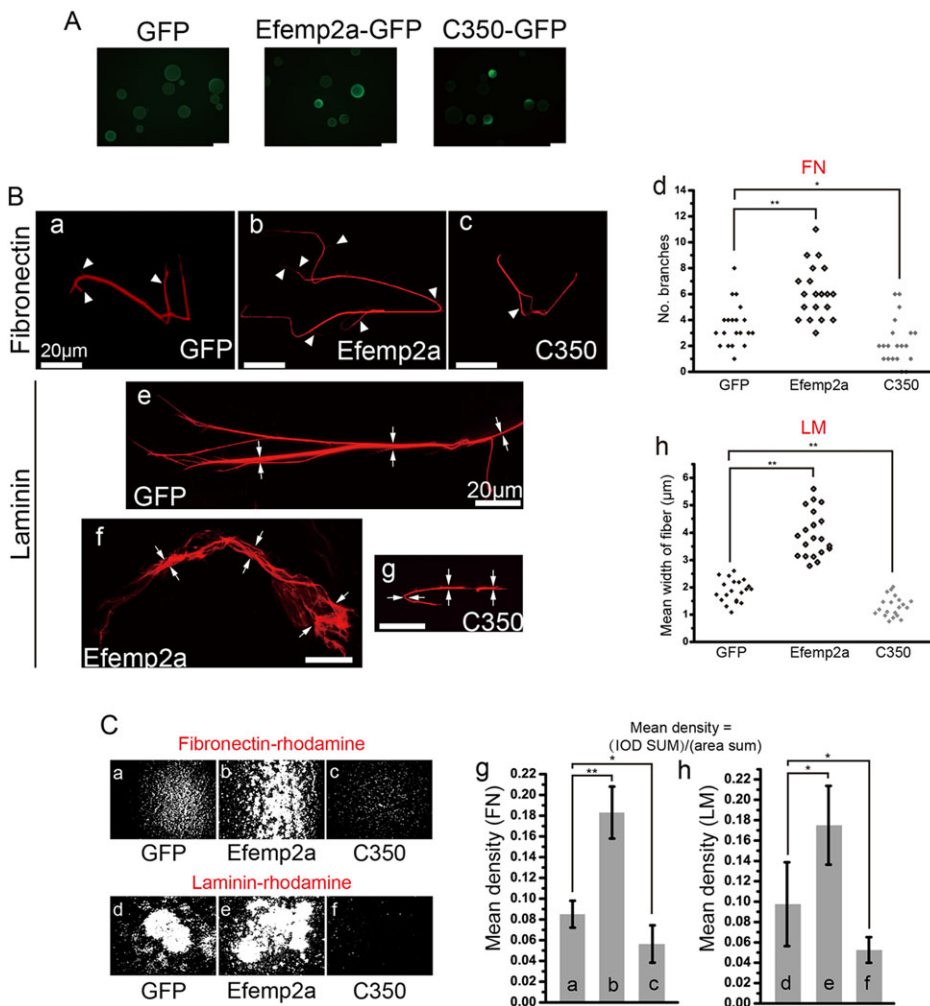 A
GFP
Efemp2a-GFP
C350-GFP
B
Fibronectin
a
20μm
GFP
b
Efemp2a
c
C350
d
FN
*
**
No. branches
14
12
10
8
6
4
2
0
GFP
Efemp2a
C350
Laminin
e
GFP
20μm
f
Efemp2a
g
C350
h
LM
**
**
Mean width of fiber (μm)
6
5
4
3
2
1
0
GFP
Efemp2a
C350
C
Fibronectin-rhodamine
a
b
c
GFP
Efemp2a
C350
Laminin-rhodamine
d
e
f
GFP
Efemp2a
C350
Mean density =
(IOD SUM)/(area sum)
g
*
**
Mean density (FN)
0.22
0.20
0.18
0.16
0.14
0.12
0.10
0.08
0.06
0.04
0.02
0.00
a
b
c
h
*
*
Mean density (LM)
0.22
0.20
0.18
0.16
0.14
0.12
0.10
0.08
0.06
0.04
0.02
0.00
d
e
f